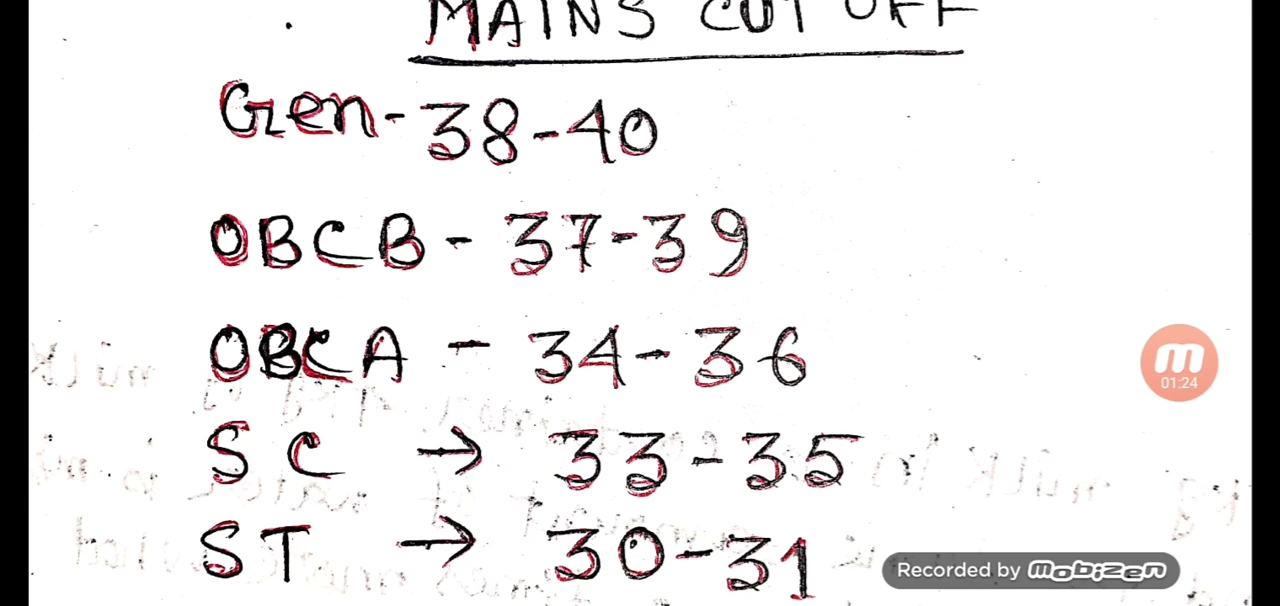 MAINS CUT OFF
Gen - 38-40
OBCB - 37-39
OBCA - 34-36
SC → 33-35
ST → 30-31
01:24
Recorded by mobizen